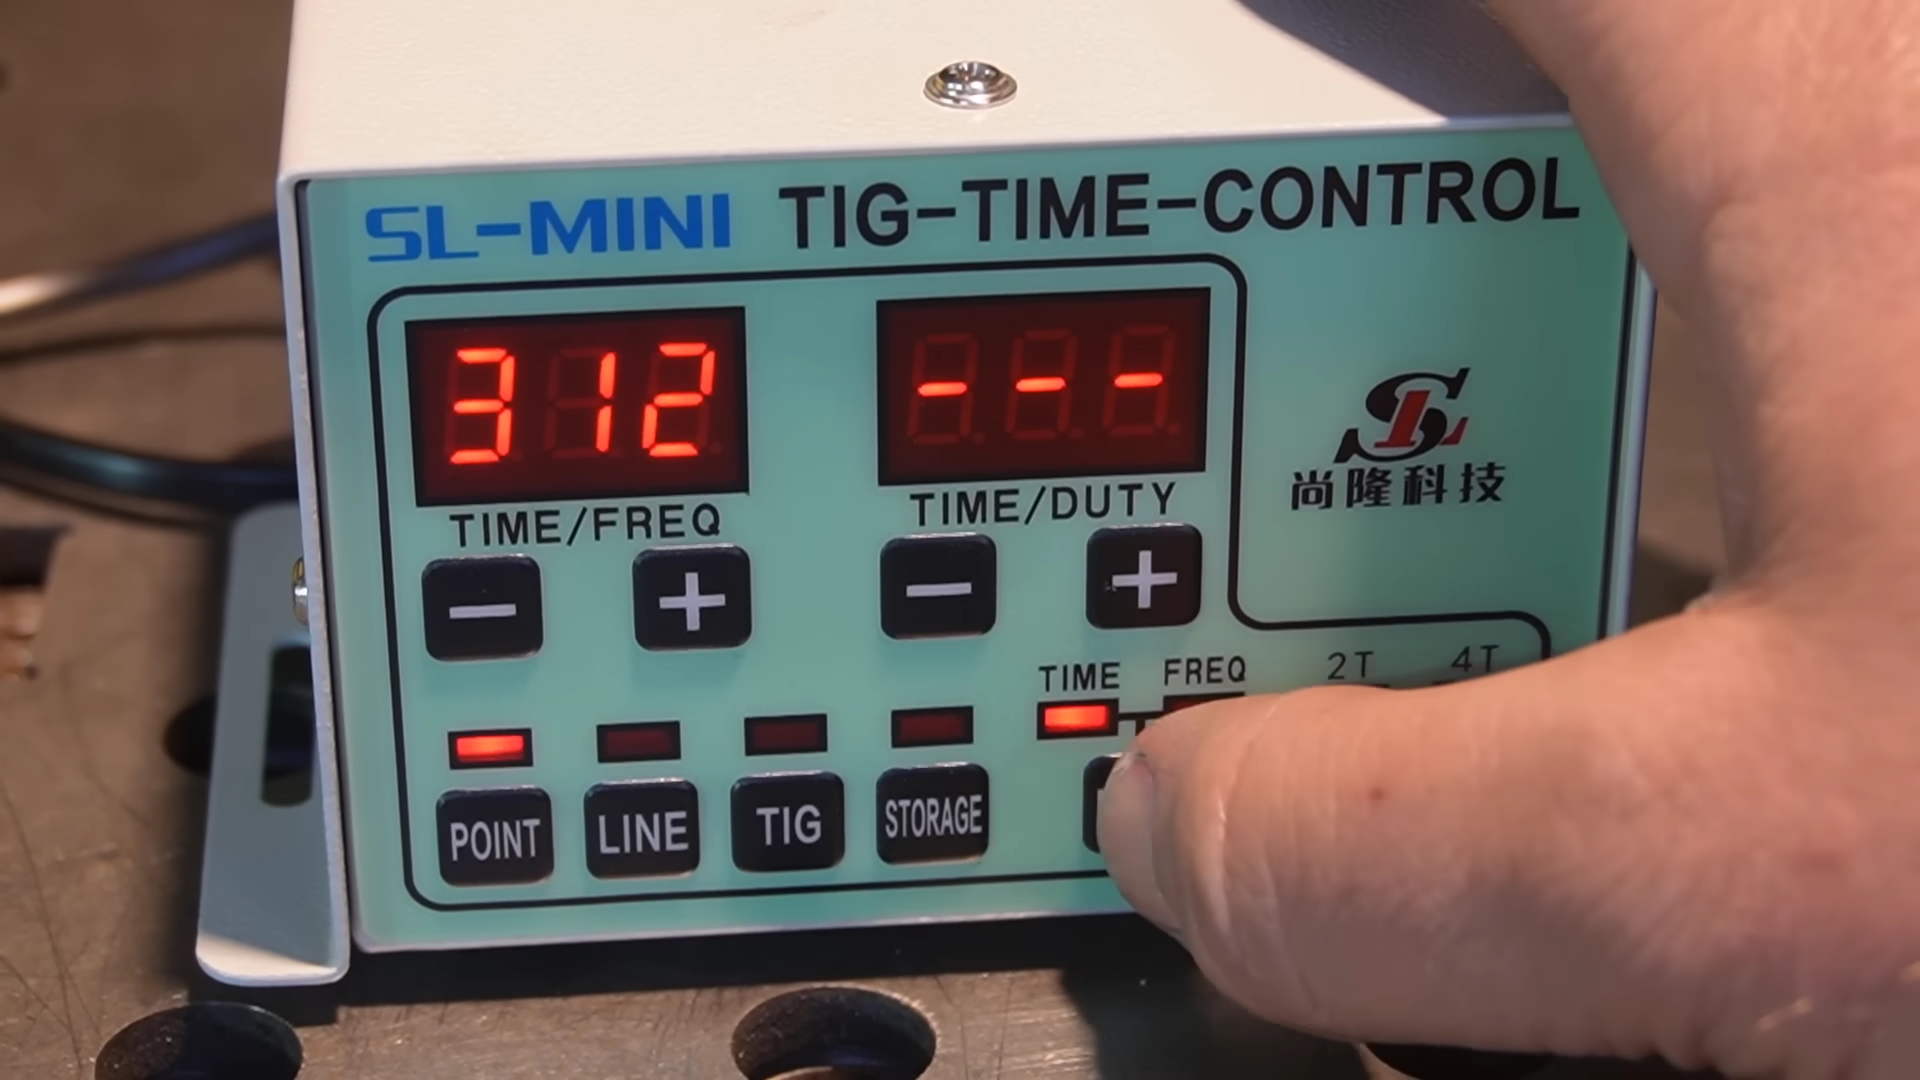 SL-MINI TIG-TIME-CONTROL
312 ---
TIME/FREQ TIME/DUTY
- + - +
SL
尚隆科技
TIME FREQ 2T 4T
POINT LINE TIG STORAGE